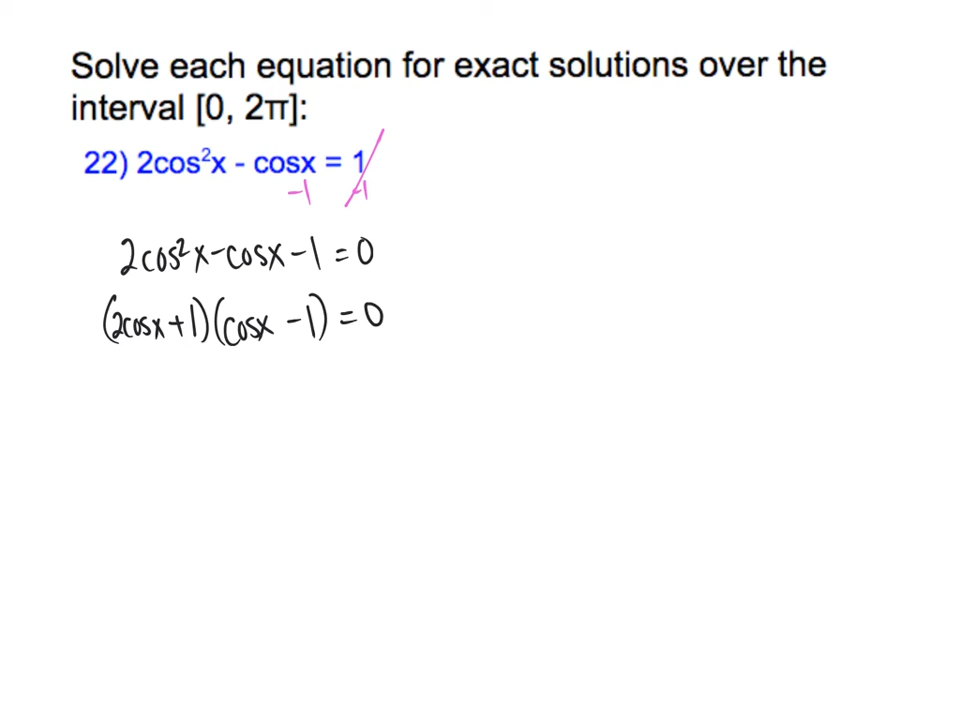 Solve each equation for exact solutions over the
interval [0, 2π]:
22) 2cos²x - cosx = 1
-1 -1
2cos²x-cosx-1=0
(2cosx+1)(cosx-1)=0